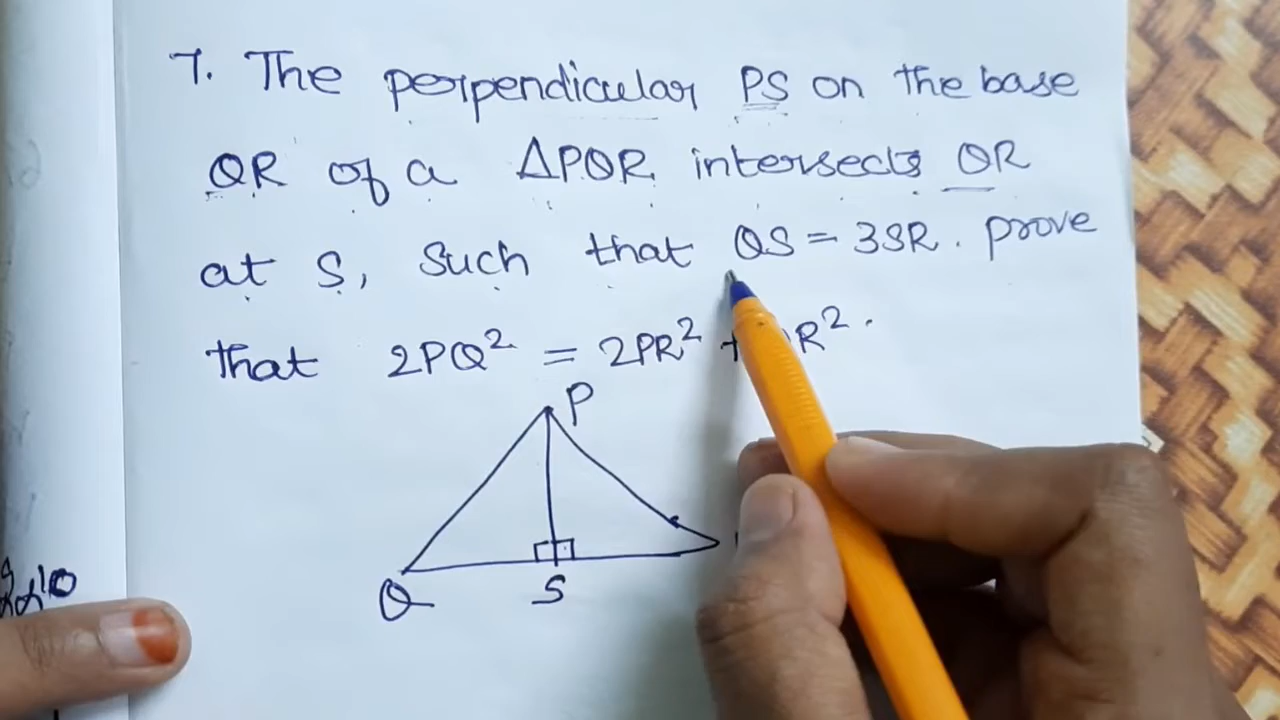 7. The perpendicular PS on the base
QR of a ΔPQR intersects QR
at S, such that QS = 3SR. prove
that 2PQ² = 2PR² + R².
P
Q
S